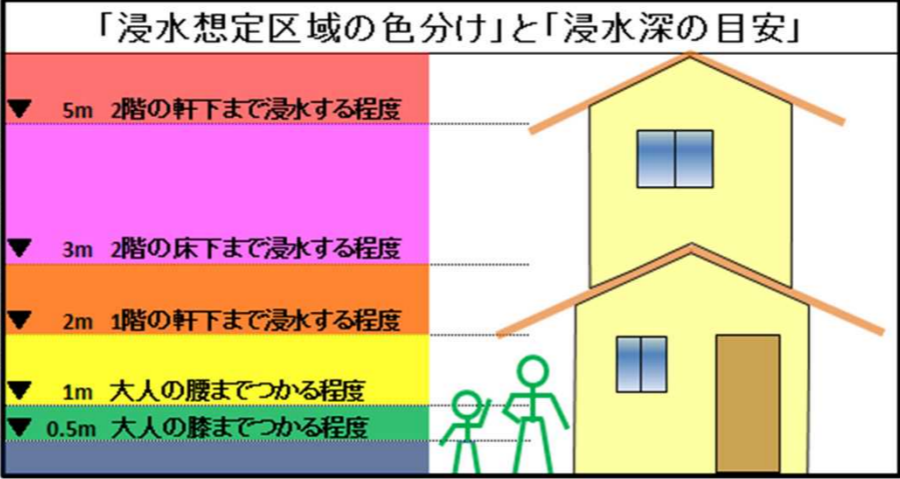 「浸水想定区域の色分け」と「浸水深の目安」
▼ 5m 2階の軒下まで浸水する程度
▼ 3m 2階の床下まで浸水する程度
▼ 2m 1階の軒下まで浸水する程度
▼ 1m 大人の腰までつかる程度
▼ 0.5m 大人の膝までつかる程度